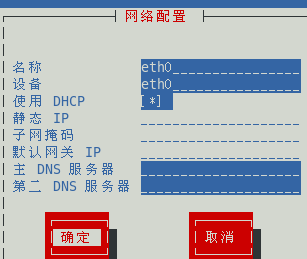 网络配置
名称 eth0
设备 eth0
使用 DHCP [*]
静态 IP
子网掩码
默认网关 IP
主 DNS 服务器
第二 DNS 服务器
确定 取消